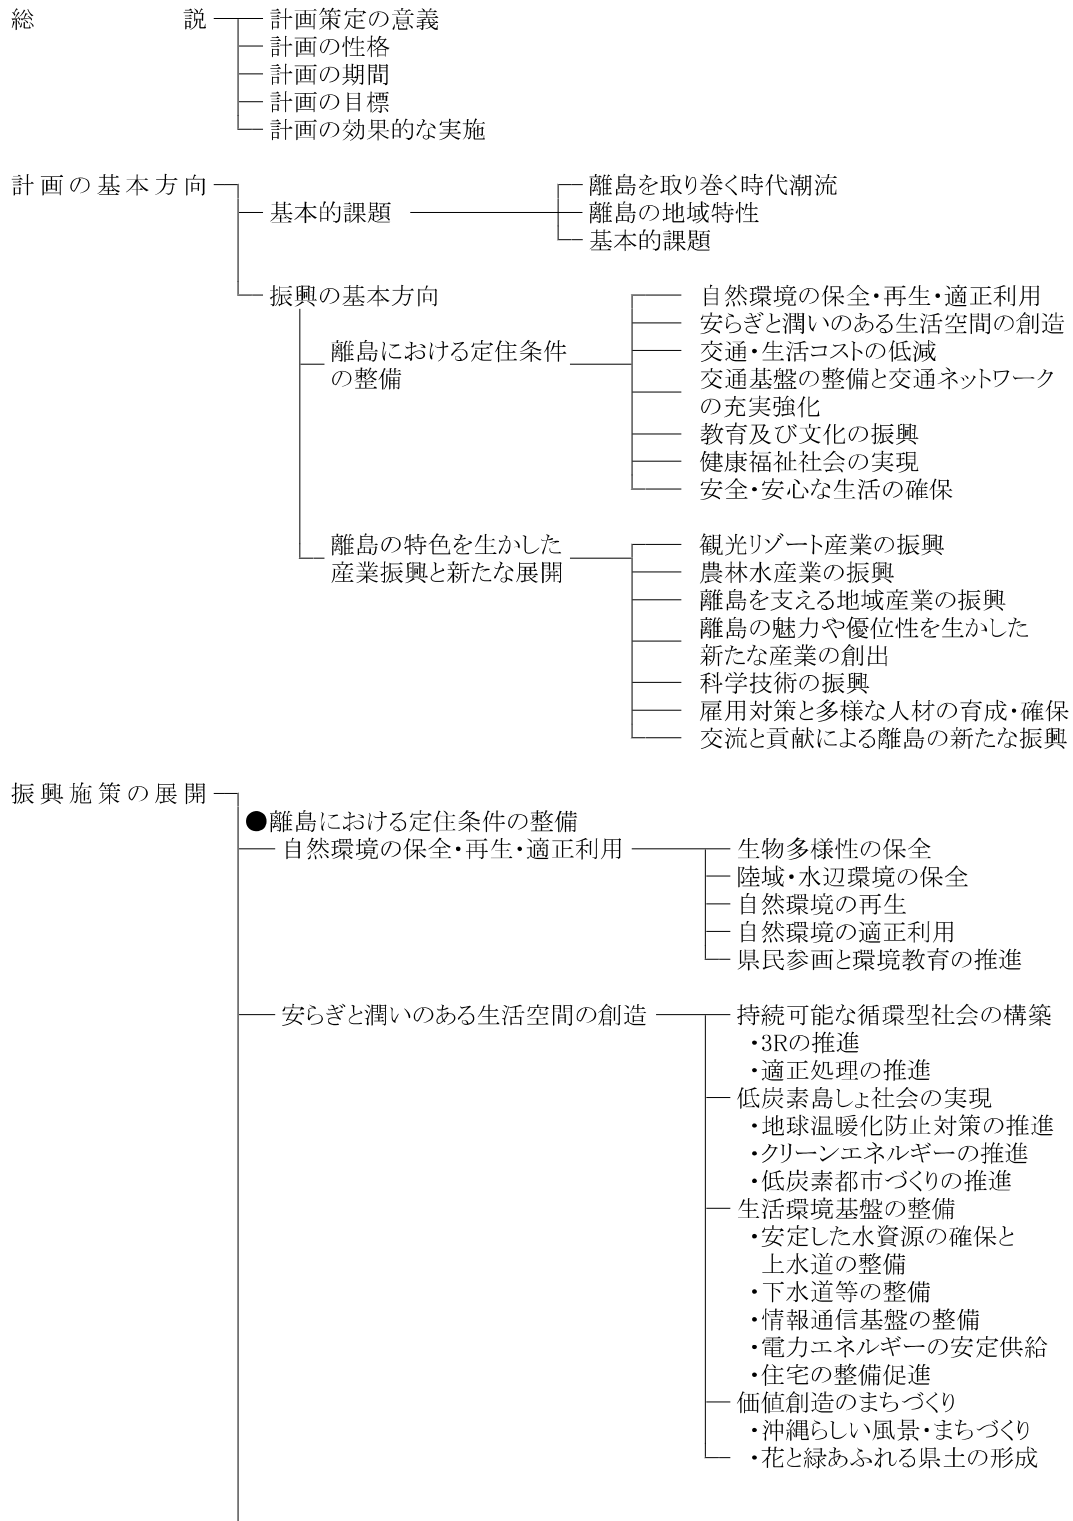 総説
計画策定の意義
計画の性格
計画の期間
計画の目標
計画の効果的な実施
計画の基本方向
基本的課題
離島を取り巻く時代潮流
離島の地域特性
基本的課題
振興の基本方向
離島における定住条件
の整備
自然環境の保全・再生・適正利用
安らぎと潤いのある生活空間の創造
交通・生活コストの低減
交通基盤の整備と交通ネットワーク
の充実強化
教育及び文化の振興
健康福祉社会の実現
安全・安心な生活の確保
離島の特色を生かした
産業振興と新たな展開
観光リゾート産業の振興
農林水産業の振興
離島を支える地域産業の振興
離島の魅力や優位性を生かした
新たな産業の創出
科学技術の振興
雇用対策と多様な人材の育成・確保
交流と貢献による離島の新たな振興
振興施策の展開
●離島における定住条件の整備
自然環境の保全・再生・適正利用
生物多様性の保全
陸域・水辺環境の保全
自然環境の再生
自然環境の適正利用
県民参画と環境教育の推進
安らぎと潤いのある生活空間の創造
持続可能な循環型社会の構築
・3Rの推進
・適正処理の推進
低炭素島しょ社会の実現
・地球温暖化防止対策の推進
・クリーンエネルギーの推進
・低炭素都市づくりの推進
生活環境基盤の整備
・安定した水資源の確保と
上水道の整備
・下水道等の整備
・情報通信基盤の整備
・電力エネルギーの安定供給
・住宅の整備促進
価値創造のまちづくり
・沖縄らしい風景・まちづくり
・花と緑あふれる県土の形成